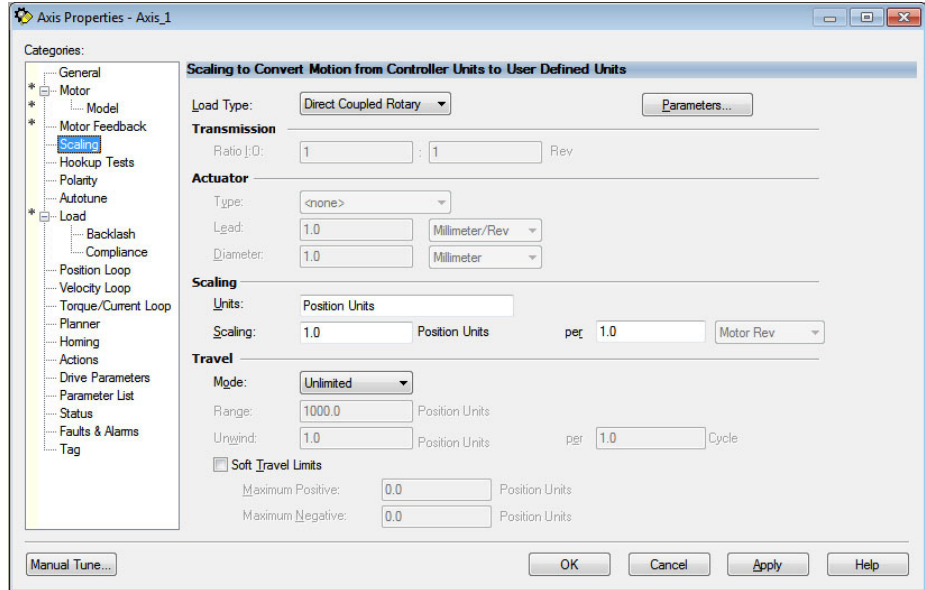 Axis Properties - Axis_1
Categories:
General
* Motor
* Model
* Motor Feedback
Scaling
Hookup Tests
Polarity
Autotune
* Load
Backlash
Compliance
Position Loop
Velocity Loop
Torque/Current Loop
Planner
Homing
Actions
Drive Parameters
Parameter List
Status
Faults & Alarms
Tag
Scaling to Convert Motion from Controller Units to User Defined Units
Load Type: Direct Coupled Rotary Parameters...
Transmission
Ratio I:O: 1 : 1 Rev
Actuator
Type: <none>
Lead: 1.0 Millimeter/Rev
Diameter: 1.0 Millimeter
Scaling
Units: Position Units
Scaling: 1.0 Position Units per 1.0 Motor Rev
Travel
Mode: Unlimited
Range: 1000.0 Position Units
Unwind: 1.0 Position Units per 1.0 Cycle
Soft Travel Limits
Maximum Positive: 0.0 Position Units
Maximum Negative: 0.0 Position Units
Manual Tune... OK Cancel Apply Help